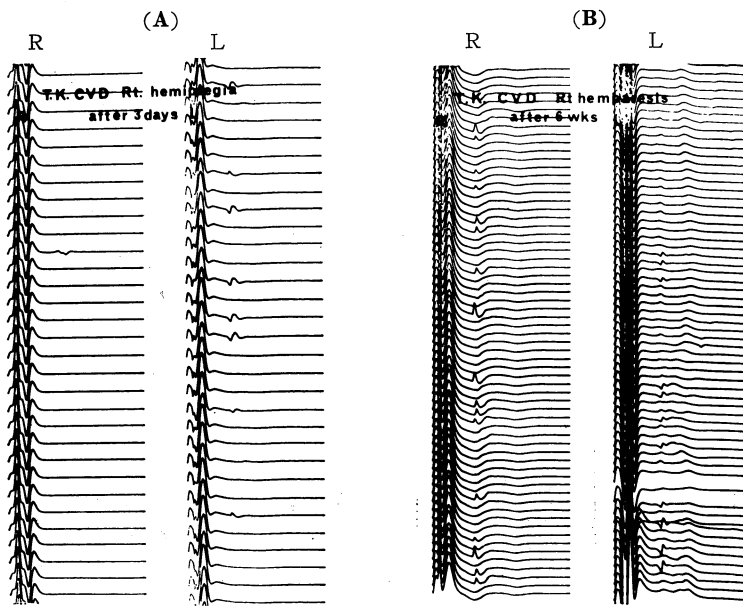 (A)
R L
T.K. CVD Rt. hemiplegia
after 3 days
(B)
R L
T.K. CVD Rt hemiparesis
after 6 wks